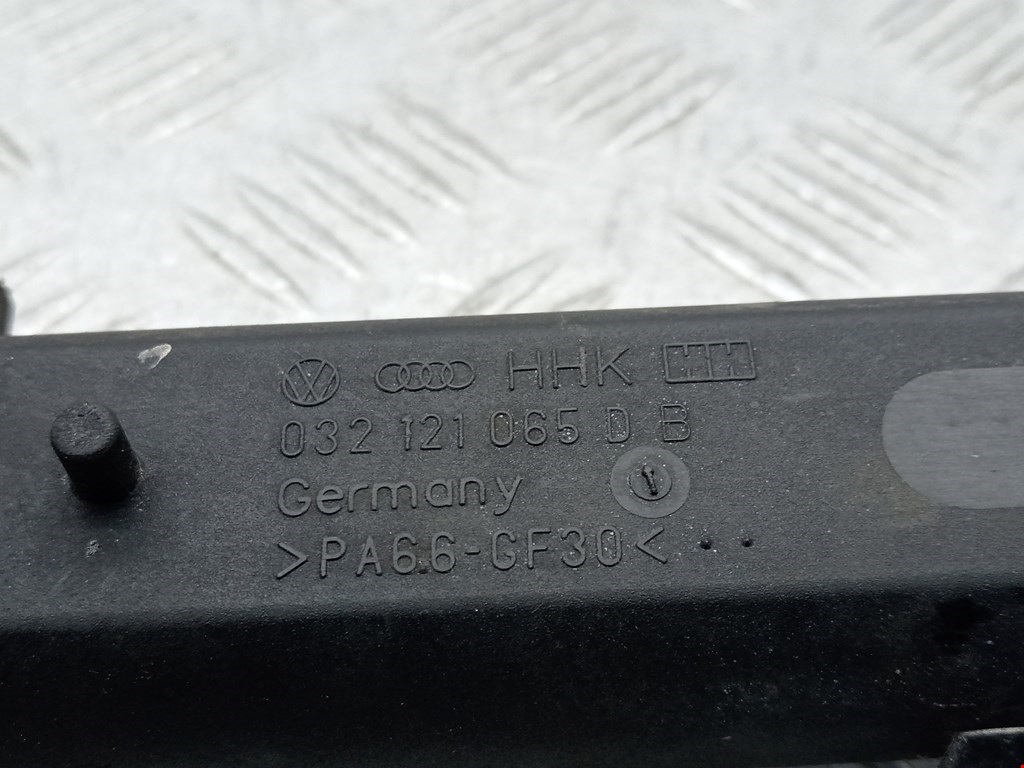 HHK
032 121 065 D B
Germany
>PA6.6-GF30<